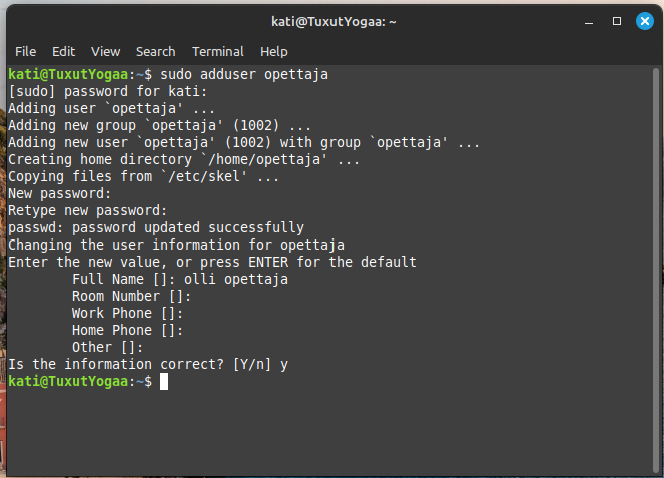 kati@TuxutYogaa: ~
File Edit View Search Terminal Help
kati@TuxutYogaa:~$ sudo adduser opettaja
[sudo] password for kati:
Adding user `opettaja' ...
Adding new group `opettaja' (1002) ...
Adding new user `opettaja' (1002) with group `opettaja' ...
Creating home directory `/home/opettaja' ...
Copying files from `/etc/skel' ...
New password:
Retype new password:
passwd: password updated successfully
Changing the user information for opettaja
Enter the new value, or press ENTER for the default
Full Name []: olli opettaja
Room Number []:
Work Phone []:
Home Phone []:
Other []:
Is the information correct? [Y/n] y
kati@TuxutYogaa:~$